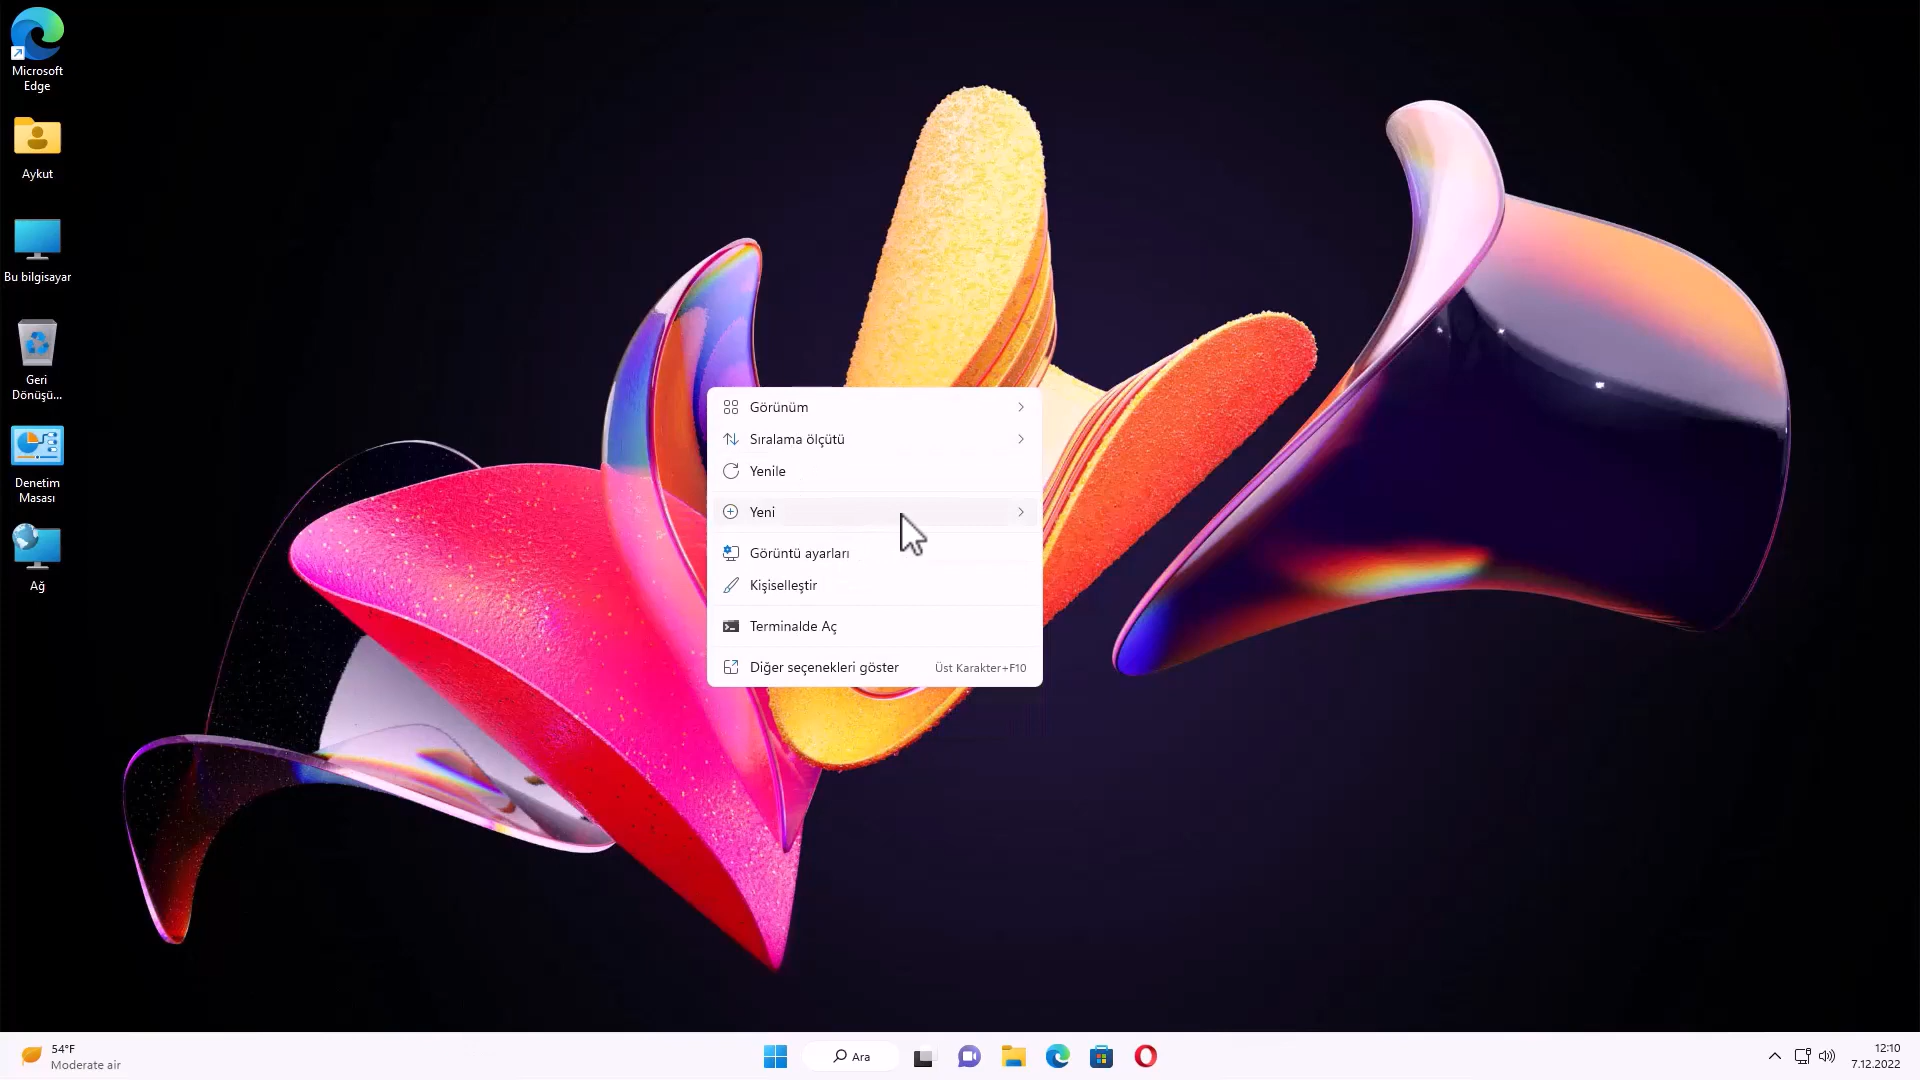 Microsoft
Edge
Aykut
Bu bilgisayar
Geri
Dönüşü...
Denetim
Masası
Ağ
Görünüm
Sıralama ölçütü
Yenile
Yeni
Görüntü ayarları
Kişiselleştir
Terminalde Aç
Diğer seçenekleri göster Üst Karakter+F10
54°F
Moderate air
Ara
12:10
7.12.2022